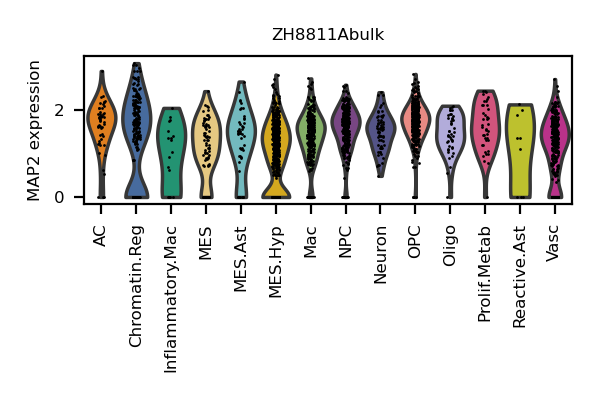 ZH8811Abulk
MAP2 expression
2
0
AC
Chromatin.Reg
Inflammatory.Mac
MES
MES.Ast
MES.Hyp
Mac
NPC
Neuron
OPC
Oligo
Prolif.Metab
Reactive.Ast
Vasc